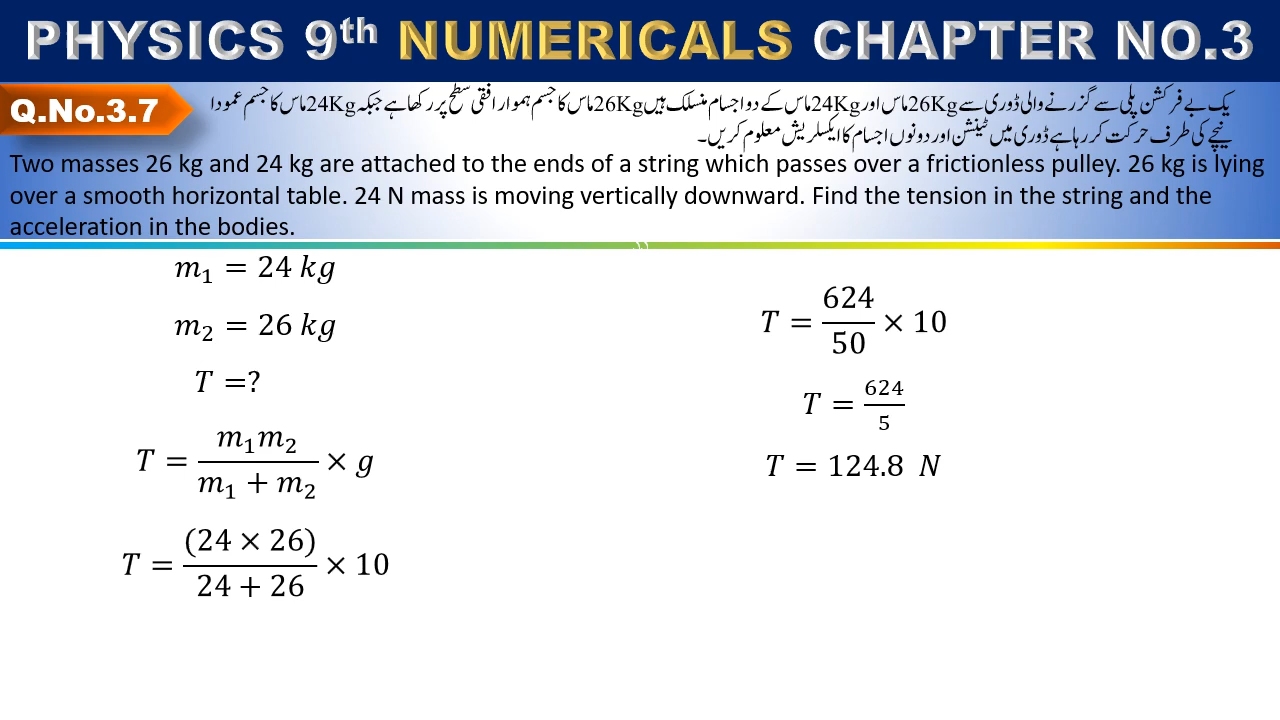 PHYSICS 9th NUMERICALS CHAPTER NO.3
Q.No.3.7
یک بے فرکشن پلی سے گزرنے والی ڈوری سے 26Kg ماس اور 24Kg ماس کے دو اجسام منسلک ہیں 26Kg ماس کا جسم ہموار افقی سطح پر رکھا ہے جبکہ 24Kg ماس کا جسم عمودا
نیچے کی طرف حرکت کر رہا ہے ڈوری میں ٹینشن اور دونوں اجسام کا ایکسلریشن معلوم کریں۔
Two masses 26 kg and 24 kg are attached to the ends of a string which passes over a frictionless pulley. 26 kg is lying
over a smooth horizontal table. 24 N mass is moving vertically downward. Find the tension in the string and the
acceleration in the bodies.
m₁ = 24 kg
m₂ = 26 kg
T =?
T = m₁m₂ / m₁ + m₂ × g
T = (24 × 26) / 24 + 26 × 10
T = 624 / 50 × 10
T = 624 / 5
T = 124.8 N